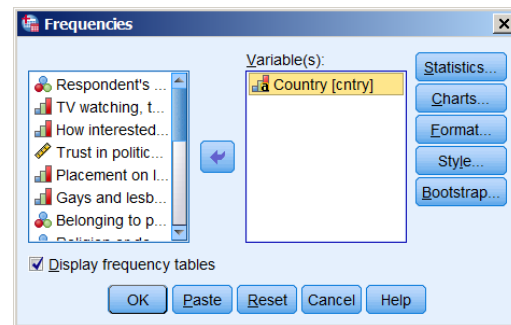 Frequencies
Variable(s):
Respondent's ...
TV watching, t...
How interested...
Trust in politic...
Placement on l...
Gays and lesb...
Belonging to p...
Country [cntry]
Statistics...
Charts...
Format...
Style...
Bootstrap...
Display frequency tables
OK Paste Reset Cancel Help